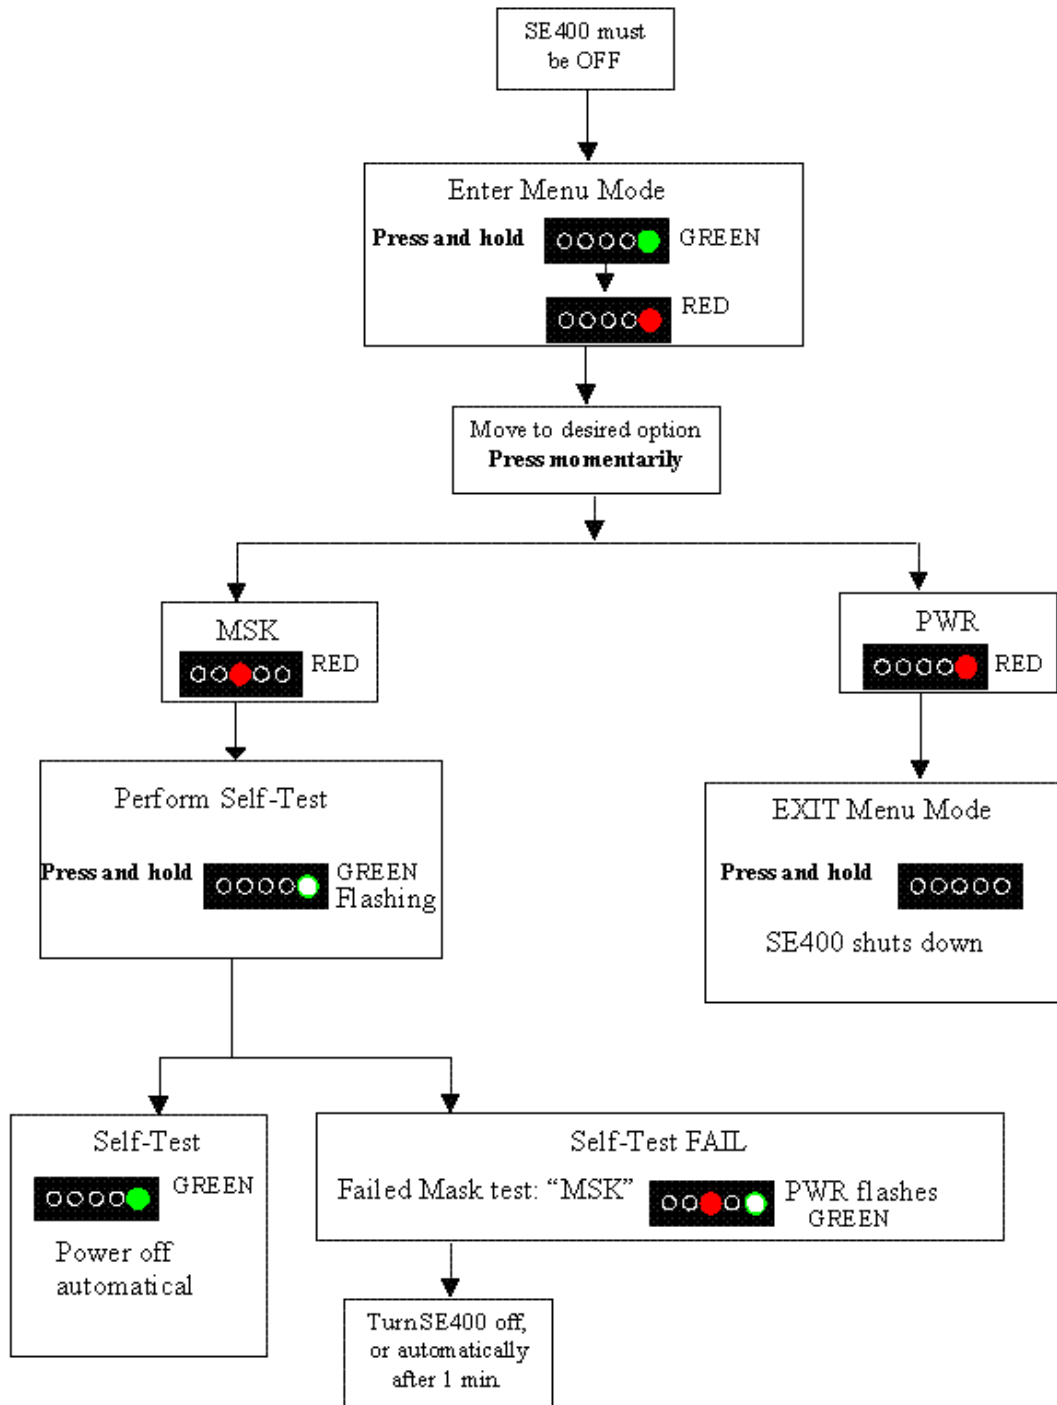 SE400 must
be OFF
Enter Menu Mode
Press and hold
GREEN
RED
Move to desired option
Press momentarily
MSK
RED
PWR
RED
Perform Self-Test
Press and hold
GREEN
Flashing
EXIT Menu Mode
Press and hold
SE400 shuts down
Self-Test
GREEN
Power off
automatical
Self-Test FAIL
Failed Mask test: “MSK”
PWR flashes
GREEN
Turn SE400 off,
or automatically
after 1 min.